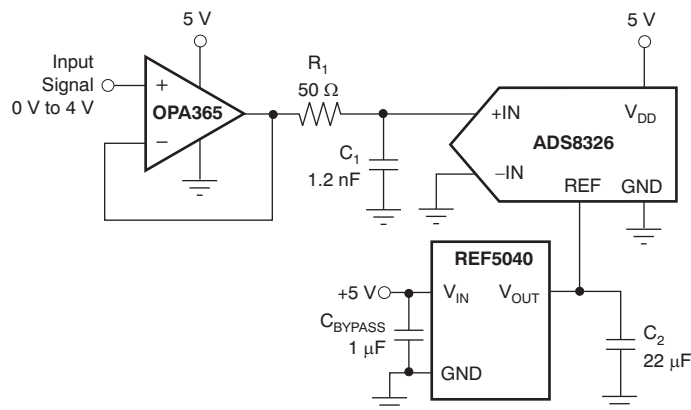 5 V
5 V
Input
Signal
0 V to 4 V
+
OPA365
−
R1
50 Ω
C1
1.2 nF
+IN
VDD
ADS8326
−IN
REF
GND
REF5040
+5 V
VIN
VOUT
CBYPASS
1 μF
GND
C2
22 μF